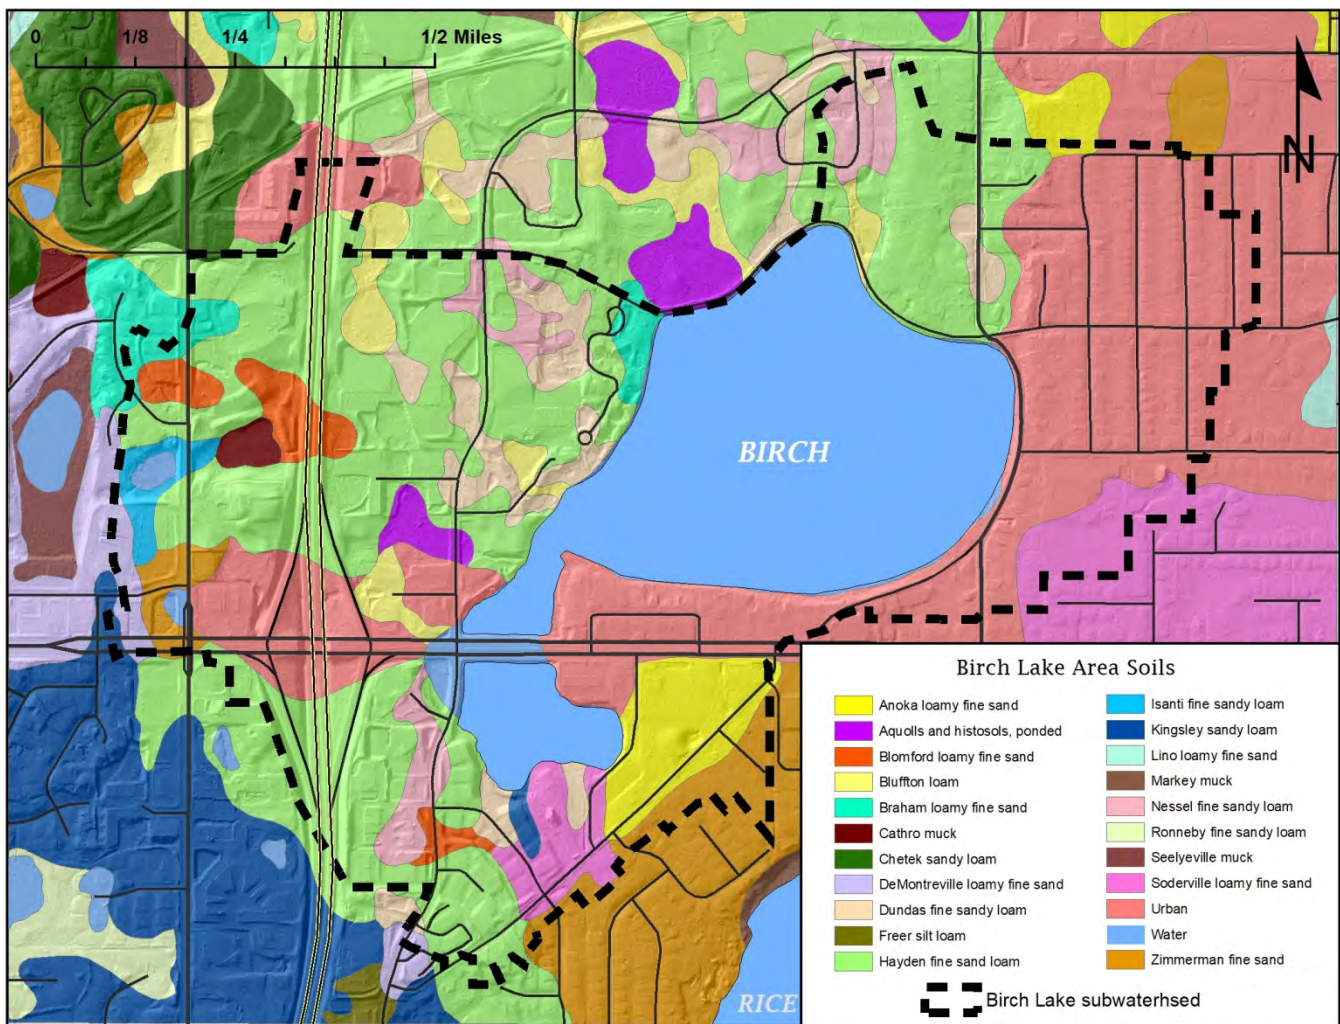 0 1/8 1/4 1/2 Miles
N
BIRCH
RICE
Birch Lake Area Soils
Anoka loamy fine sand
Aquolls and histosols, ponded
Blomford loamy fine sand
Bluffton loam
Braham loamy fine sand
Cathro muck
Chetek sandy loam
DeMontreville loamy fine sand
Dundas fine sandy loam
Freer silt loam
Hayden fine sand loam
Isanti fine sandy loam
Kingsley sandy loam
Lino loamy fine sand
Markey muck
Nessel fine sandy loam
Ronneby fine sandy loam
Seelyeville muck
Soderville loamy fine sand
Urban
Water
Zimmerman fine sand
Birch Lake subwaterhsed